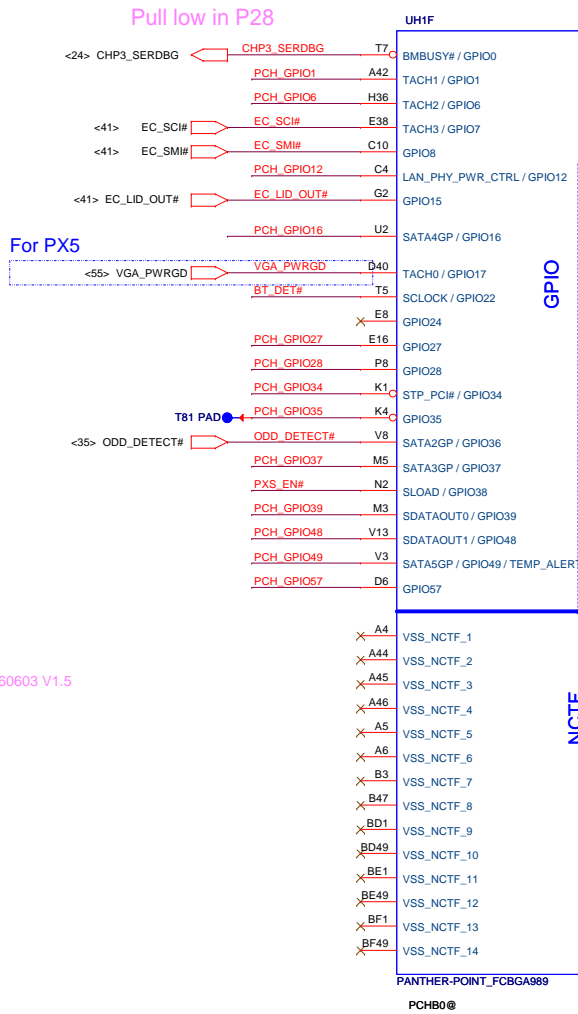 Pull low in P28
UH1F
<24> CHP3_SERDBG CHP3_SERDBG T7 BMBUSY# / GPIO0
PCH_GPIO1 A42 TACH1 / GPIO1
PCH_GPIO6 H36 TACH2 / GPIO6
<41> EC_SCI# EC_SCI# E38 TACH3 / GPIO7
<41> EC_SMI# EC_SMI# C10 GPIO8
PCH_GPIO12 C4 LAN_PHY_PWR_CTRL / GPIO12
<41> EC_LID_OUT# EC_LID_OUT# G2 GPIO15
PCH_GPIO16 U2 SATA4GP / GPIO16
For PX5
<55> VGA_PWRGD VGA_PWRGD D40 TACH0 / GPIO17
BT_DET# T5 SCLOCK / GPIO22
GPIO
E8 GPIO24
PCH_GPIO27 E16 GPIO27
PCH_GPIO28 P8 GPIO28
PCH_GPIO34 K1 STP_PCI# / GPIO34
T81 PAD PCH_GPIO35 K4 GPIO35
<35> ODD_DETECT# ODD_DETECT# V8 SATA2GP / GPIO36
PCH_GPIO37 M5 SATA3GP / GPIO37
PXS_EN# N2 SLOAD / GPIO38
PCH_GPIO39 M3 SDATAOUT0 / GPIO39
PCH_GPIO48 V13 SDATAOUT1 / GPIO48
PCH_GPIO49 V3 SATA5GP / GPIO49 / TEMP_ALERT
PCH_GPIO57 D6 GPIO57
A4 VSS_NCTF_1
A44 VSS_NCTF_2
A45 VSS_NCTF_3
60603 V1.5
A46 VSS_NCTF_4
NCTF
A5 VSS_NCTF_5
A6 VSS_NCTF_6
B3 VSS_NCTF_7
B47 VSS_NCTF_8
BD1 VSS_NCTF_9
BD49 VSS_NCTF_10
BE1 VSS_NCTF_11
BE49 VSS_NCTF_12
BF1 VSS_NCTF_13
BF49 VSS_NCTF_14
PANTHER-POINT_FCBGA989
PCHB0@